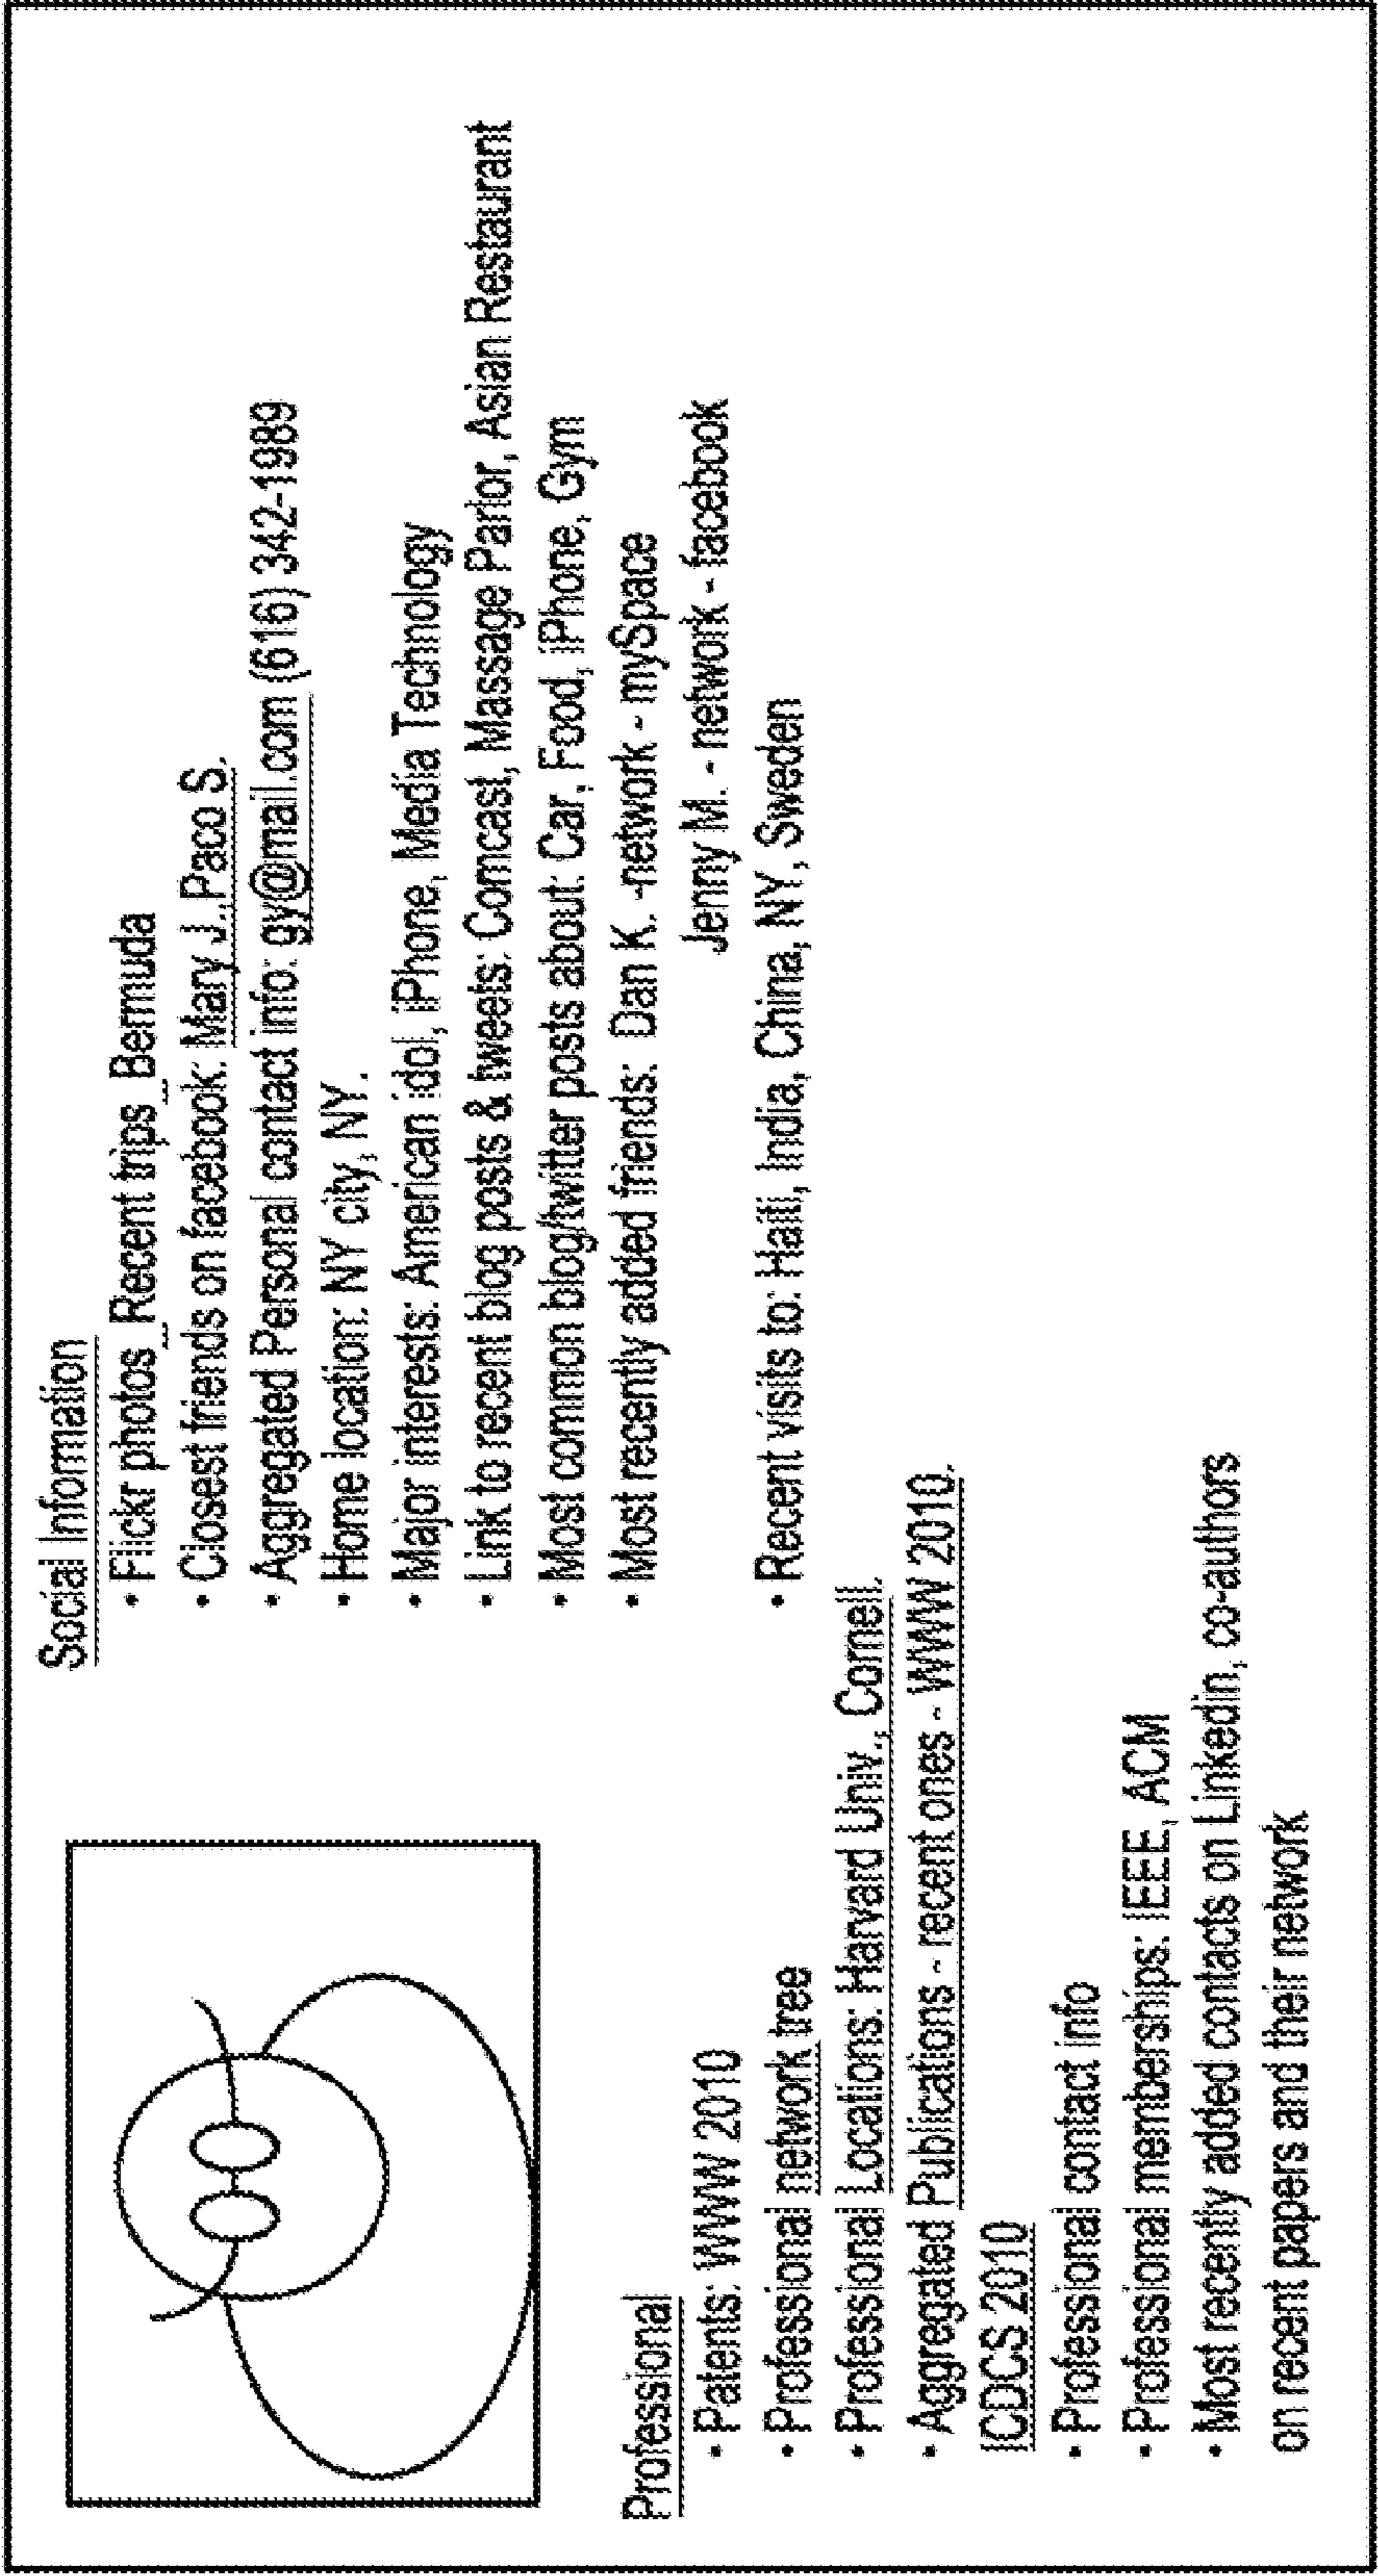 Social Information
• Flickr photos_Recent trips_Bermuda
• Closest friends on facebook: Mary J..Paco S.
• Aggregated Personal contact info: gy@mail.com (616) 342-1989
• Home location: NY city, NY.
• Major interests: American idol, iPhone, Media Technology
• Link to recent blog posts & tweets: Comcast, Massage Parlor, Asian Restaurant
• Most common blog/twitter posts about: Car, Food, iPhone, Gym
• Most recently added friends: Dan K. -network - mySpace
Jenny M. - network - facebook
• Recent visits to: Haiti, India, China, NY, Sweden
Professional
• Patents: WWW 2010
• Professional network tree
• Professional Locations: Harvard Univ., Cornell.
• Aggregated Publications - recent ones - WWW 2010.
ICDCS 2010
• Professional contact info
• Professional memberships: IEEE, ACM
• Most recently added contacts on Linkedin, co-authors
on recent papers and their network